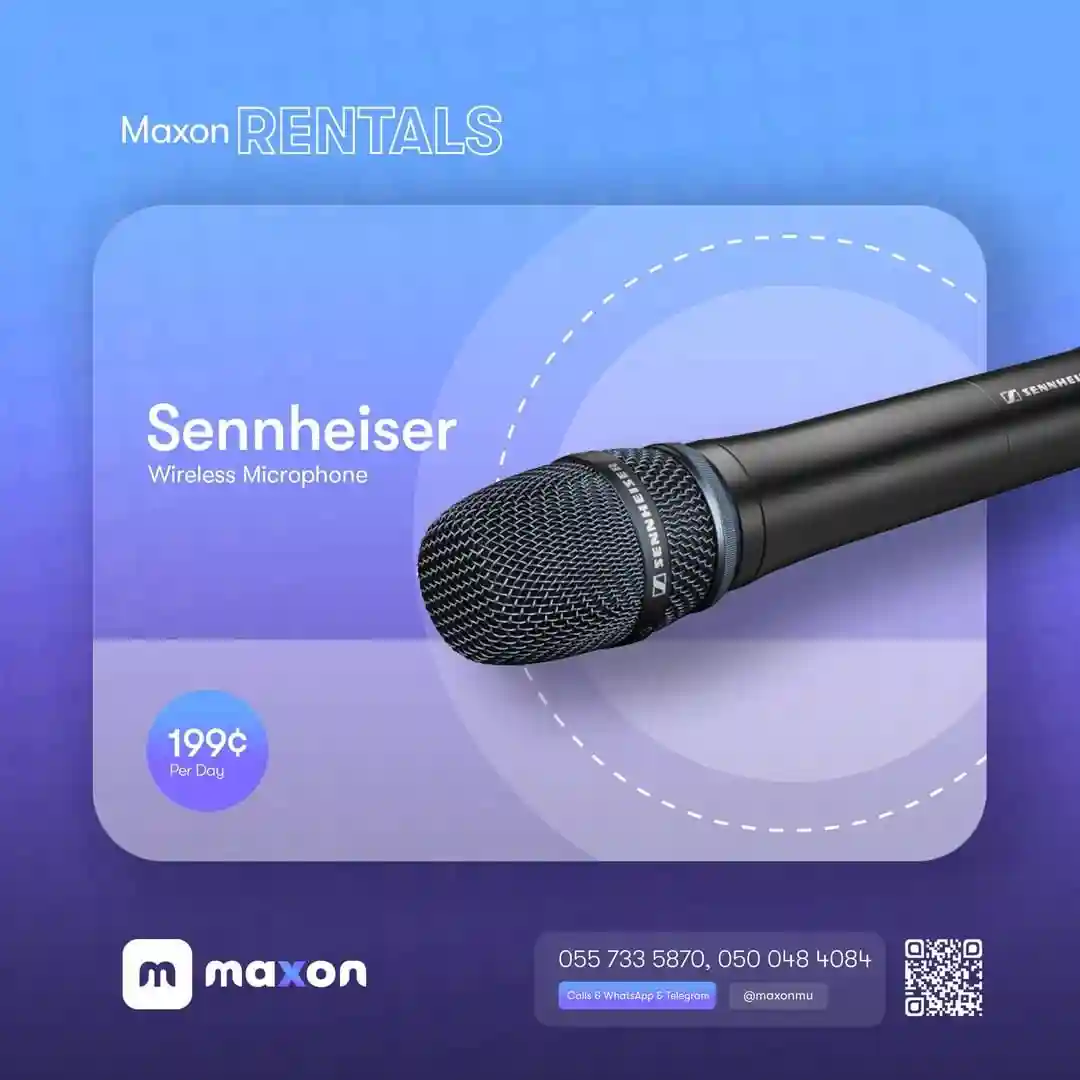 Maxon RENTALS
Sennheiser
Wireless Microphone
SENNHEISER
SENNHEISER
199¢
Per Day
m maxon
055 733 5870, 050 048 4084
Calls & WhatsApp & Telegram
@maxonmu